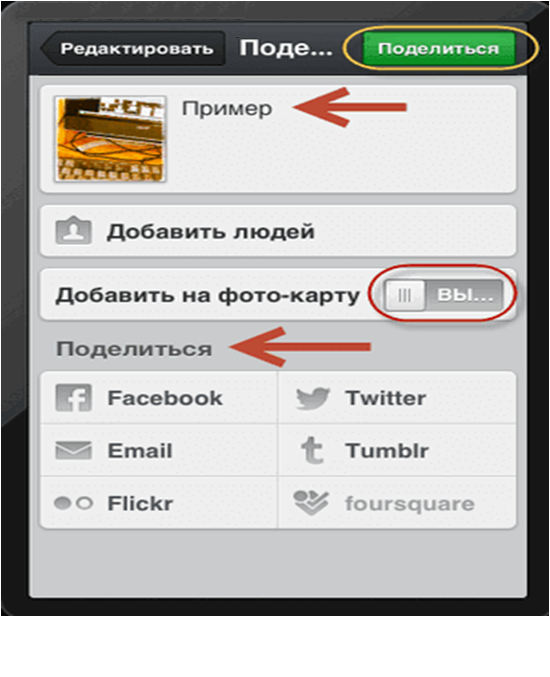 Редактировать Поде... Поделиться
Пример
Добавить людей
Добавить на фото-карту ВЫ...
Поделиться
Facebook Twitter
Email Tumblr
Flickr foursquare